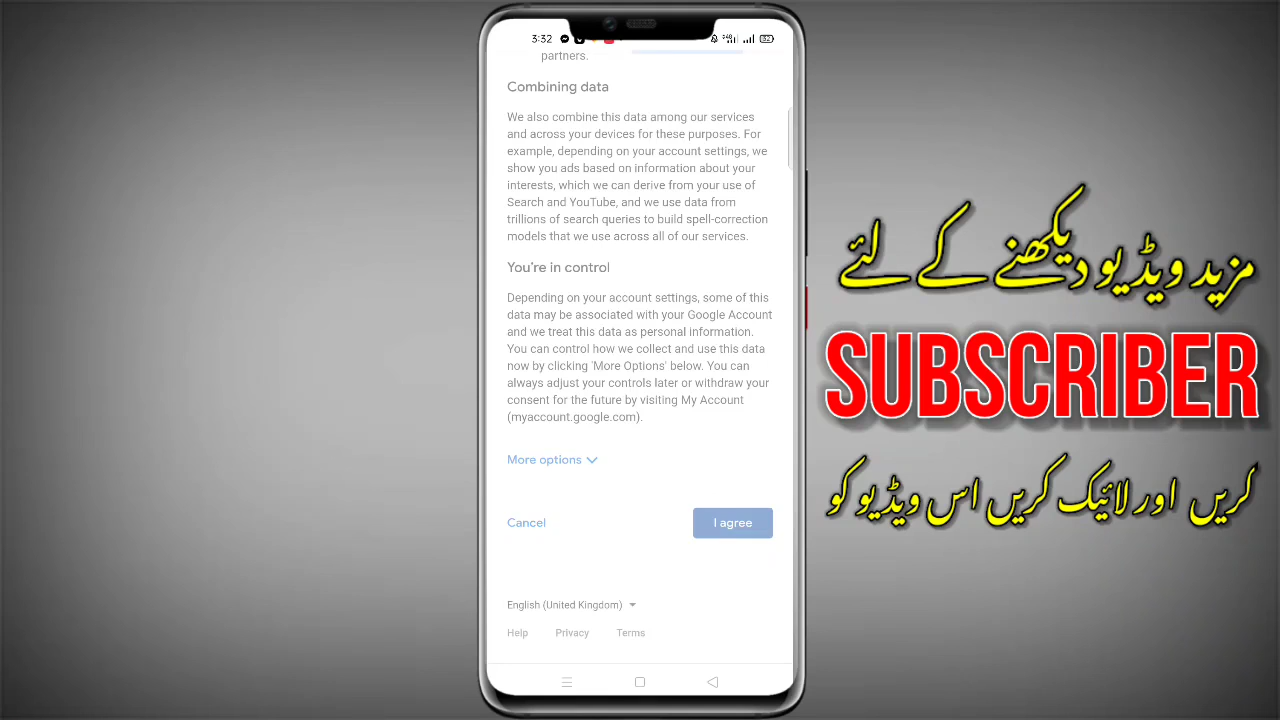 3:32
partners.
Combining data
We also combine this data among our services
and across your devices for these purposes. For
example, depending on your account settings, we
show you ads based on information about your
interests, which we can derive from your use of
Search and YouTube, and we use data from
trillions of search queries to build spell-correction
models that we use across all of our services.
You're in control
Depending on your account settings, some of this
data may be associated with your Google Account
and we treat this data as personal information.
You can control how we collect and use this data
now by clicking 'More Options' below. You can
always adjust your controls later or withdraw your
consent for the future by visiting My Account
(myaccount.google.com).
More options
Cancel
I agree
English (United Kingdom)
Help
Privacy
Terms
مزید ویڈیو دیکھنے کے لئے
SUBSCRIBER
کریں اور لائیک کریں اس ویڈیو کو